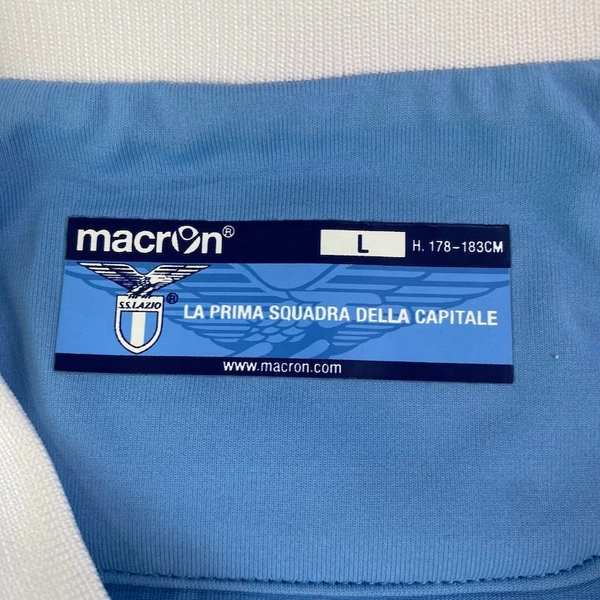 macron® L H. 178-183CM
S.S. LAZIO ®
LA PRIMA SQUADRA DELLA CAPITALE
www.macron.com